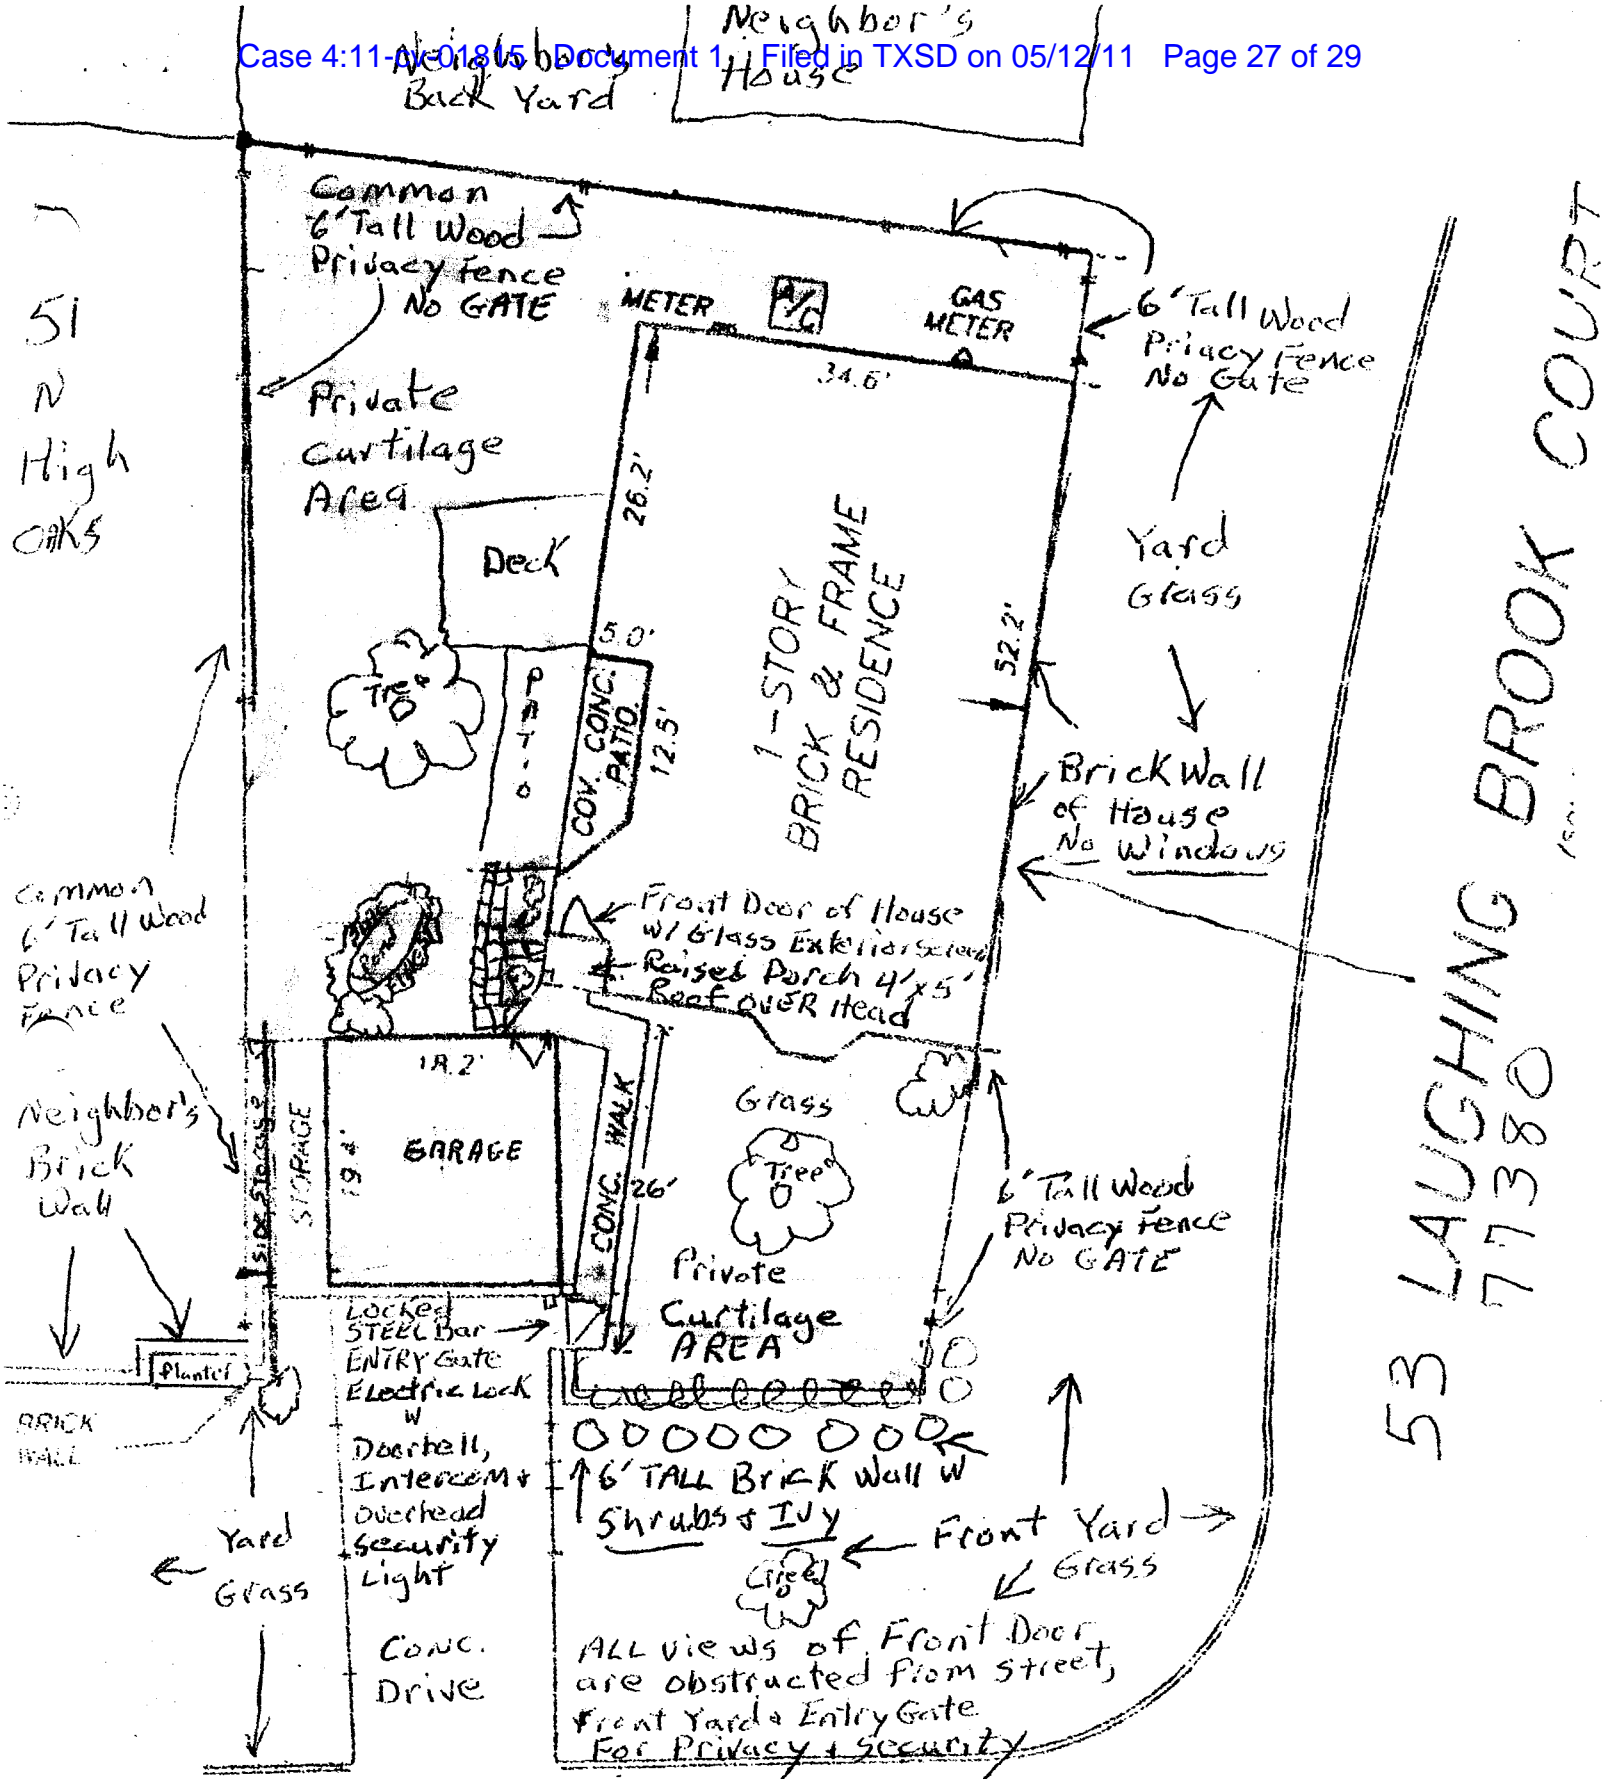 Neighbor's
House
Case 4:11-cv-01815 Document 1 Filed in TXSD on 05/12/11 Page 27 of 29
Neighbor's
Back Yard
Common
6' Tall Wood
Privacy Fence
No GATE
METER
A/C
GAS
METER
6' Tall Wood
Priacy Fence
No Gate
34.6'
51
N
High
OAKS
Private
Curtilage
Area
26.2'
Deck
Yard
Grass
1-STORY
BRICK & FRAME
RESIDENCE
52.2'
5.0'
Tree
PATIO
COV. CONC.
PATIO
12.5'
Brick Wall
of House
No Windows
53 LAUGHING BROOK COURT
77380
Common
6' Tall Wood
Privacy
Fence
Front Door of House
w/ Glass Exterior Screen
Raised Porch 4'x5'
Roof OVER Head
Neighbor's
Brick
Wall
SIDE STORAGE
STORAGE
19.4'
GARAGE
CONC. WALK
26'
Grass
Tree
Private
Curtilage
AREA
6' Tall Wood
Privacy Fence
No GATE
Planter
BRICK
WALL
Locked
STEEL Bar
ENTRY Gate
Electric Lock
W
Doorbell,
Intercom &
Overhead
Security
Light
6' TALL Brick Wall W
Shrubs & Ivy
Yard
Grass
Front Yard
Grass
Conc.
Drive
ALL views of Front Door
are obstructed from street,
Front Yard & Entry Gate
For Privacy & Security